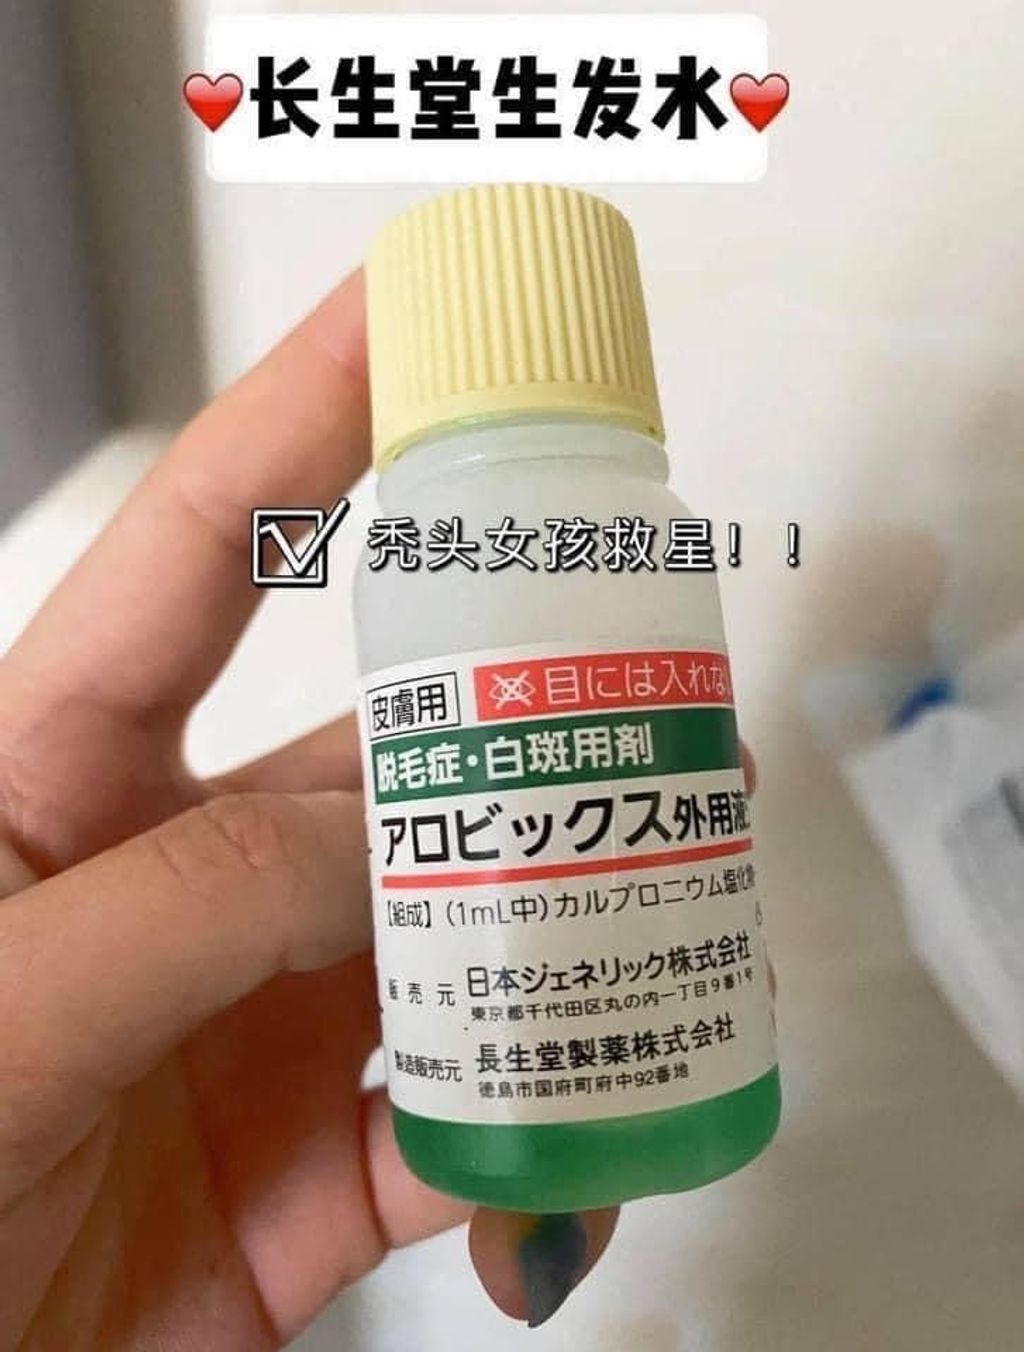 长生堂生发水
秃头女孩救星！！
皮膚用
目には入れな
脱毛症・白斑用剤
アロビックス外用液
【組成】(1mL中)カルプロニウム塩化
販売元 日本ジェネリック株式会社
東京都千代田区丸の内一丁目9番1号
製造販売元 長生堂製薬株式会社
徳島市国府町府中92番地